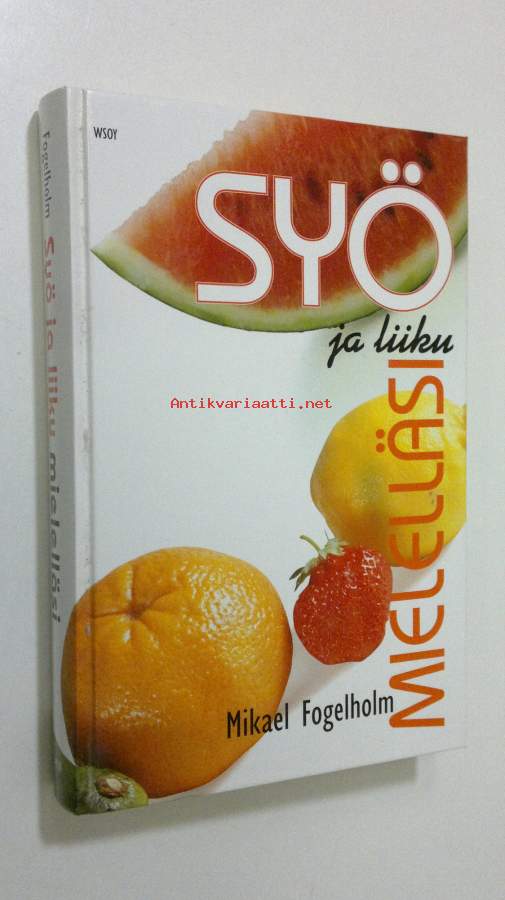 WSOY
SYÖ
ja liiku
MIELELLÄSI
Mikael Fogelholm
Fogelholm Syö ja liiku mielelläsi
Antikvariaatti.net